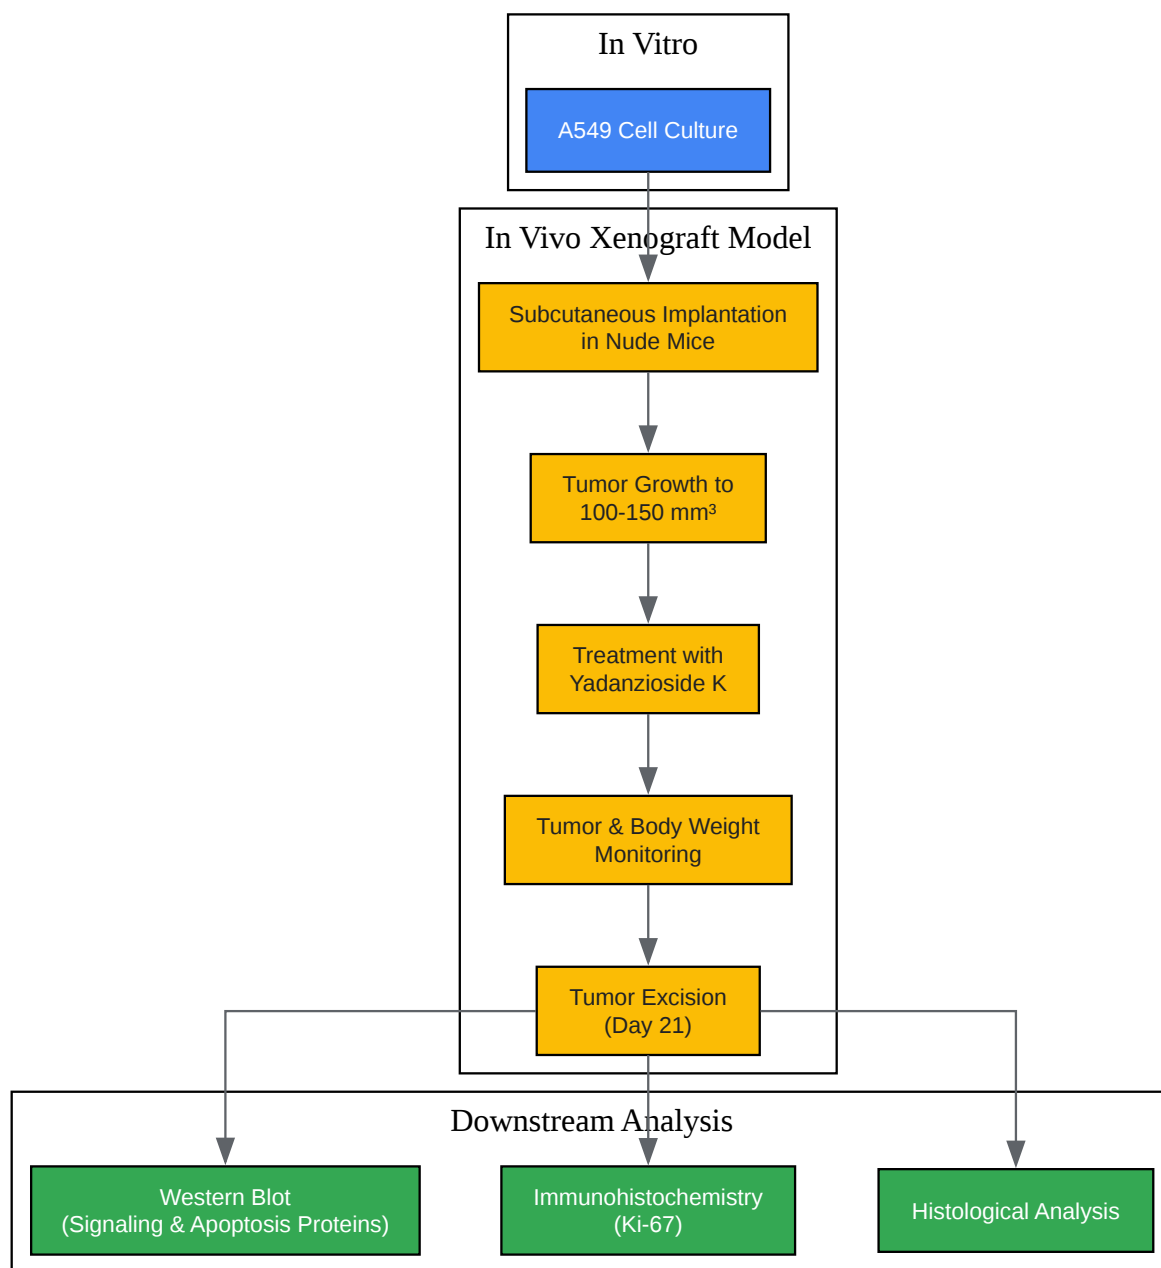 In Vitro
A549 Cell Culture
In Vivo Xenograft Model
Subcutaneous Implantation
in Nude Mice
Tumor Growth to
100-150 mm³
Treatment with
Yadanzioside K
Tumor & Body Weight
Monitoring
Tumor Excision
(Day 21)
Downstream Analysis
Western Blot
(Signaling & Apoptosis Proteins)
Immunohistochemistry
(Ki-67)
Histological Analysis